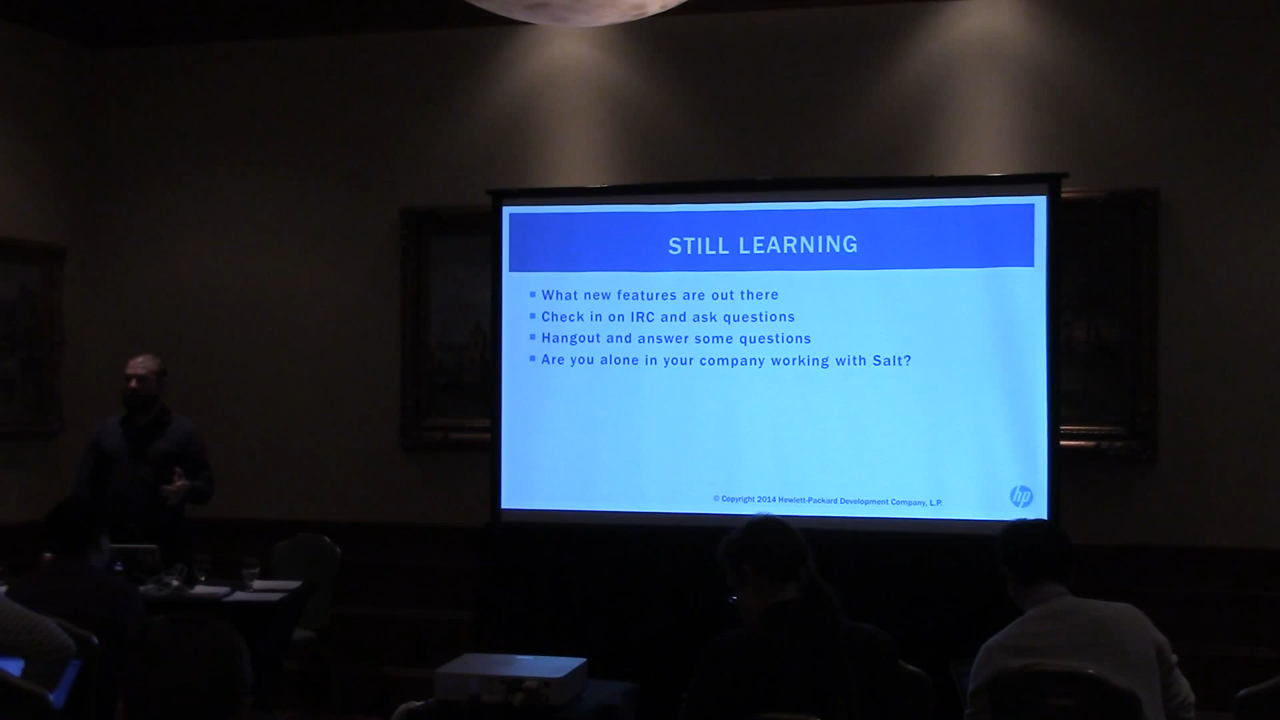 STILL LEARNING
What new features are out there
Check in on IRC and ask questions
Hangout and answer some questions
Are you alone in your company working with Salt?
© Copyright 2014 Hewlett-Packard Development Company, L.P.
hp